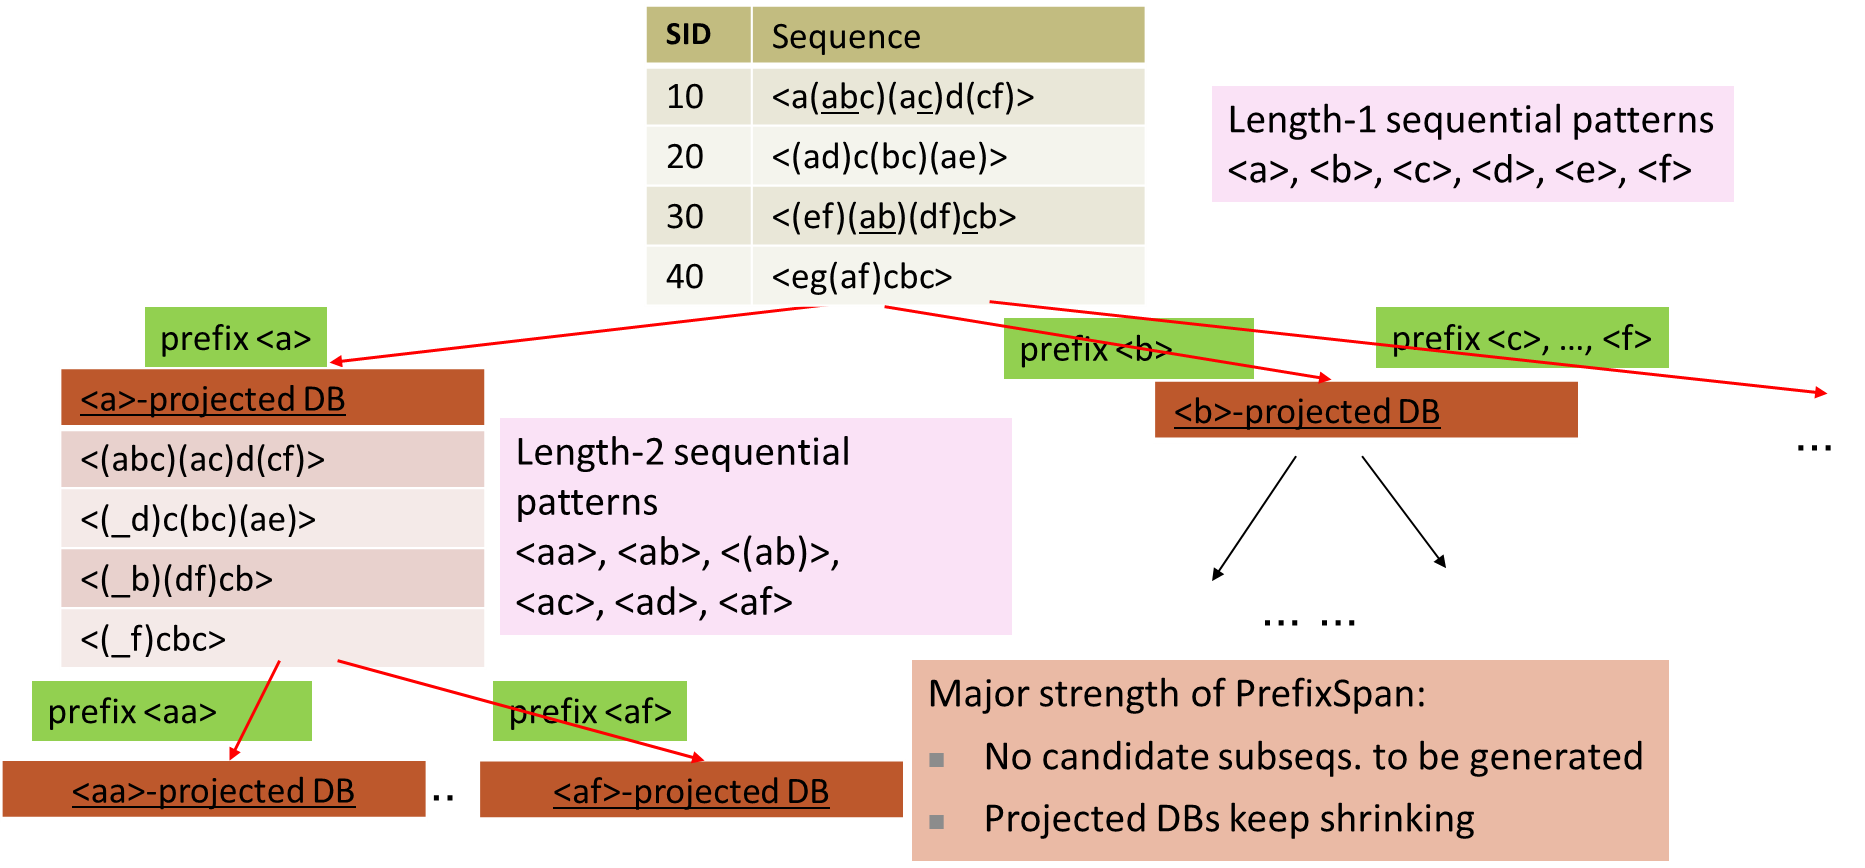 SID Sequence
10 <a(abc)(ac)d(cf)>
20 <(ad)c(bc)(ae)>
30 <(ef)(ab)(df)cb>
40 <eg(af)cbc>
Length-1 sequential patterns
<a>, <b>, <c>, <d>, <e>, <f>
prefix <a>
prefix <b>
prefix <c>, …, <f>
<a>-projected DB
<(abc)(ac)d(cf)>
<(_d)c(bc)(ae)>
<(_b)(df)cb>
<(_f)cbc>
Length-2 sequential
patterns
<aa>, <ab>, <(ab)>,
<ac>, <ad>, <af>
<b>-projected DB
…
… …
prefix <aa>
prefix <af>
<aa>-projected DB
..
<af>-projected DB
Major strength of PrefixSpan:
No candidate subseqs. to be generated
Projected DBs keep shrinking